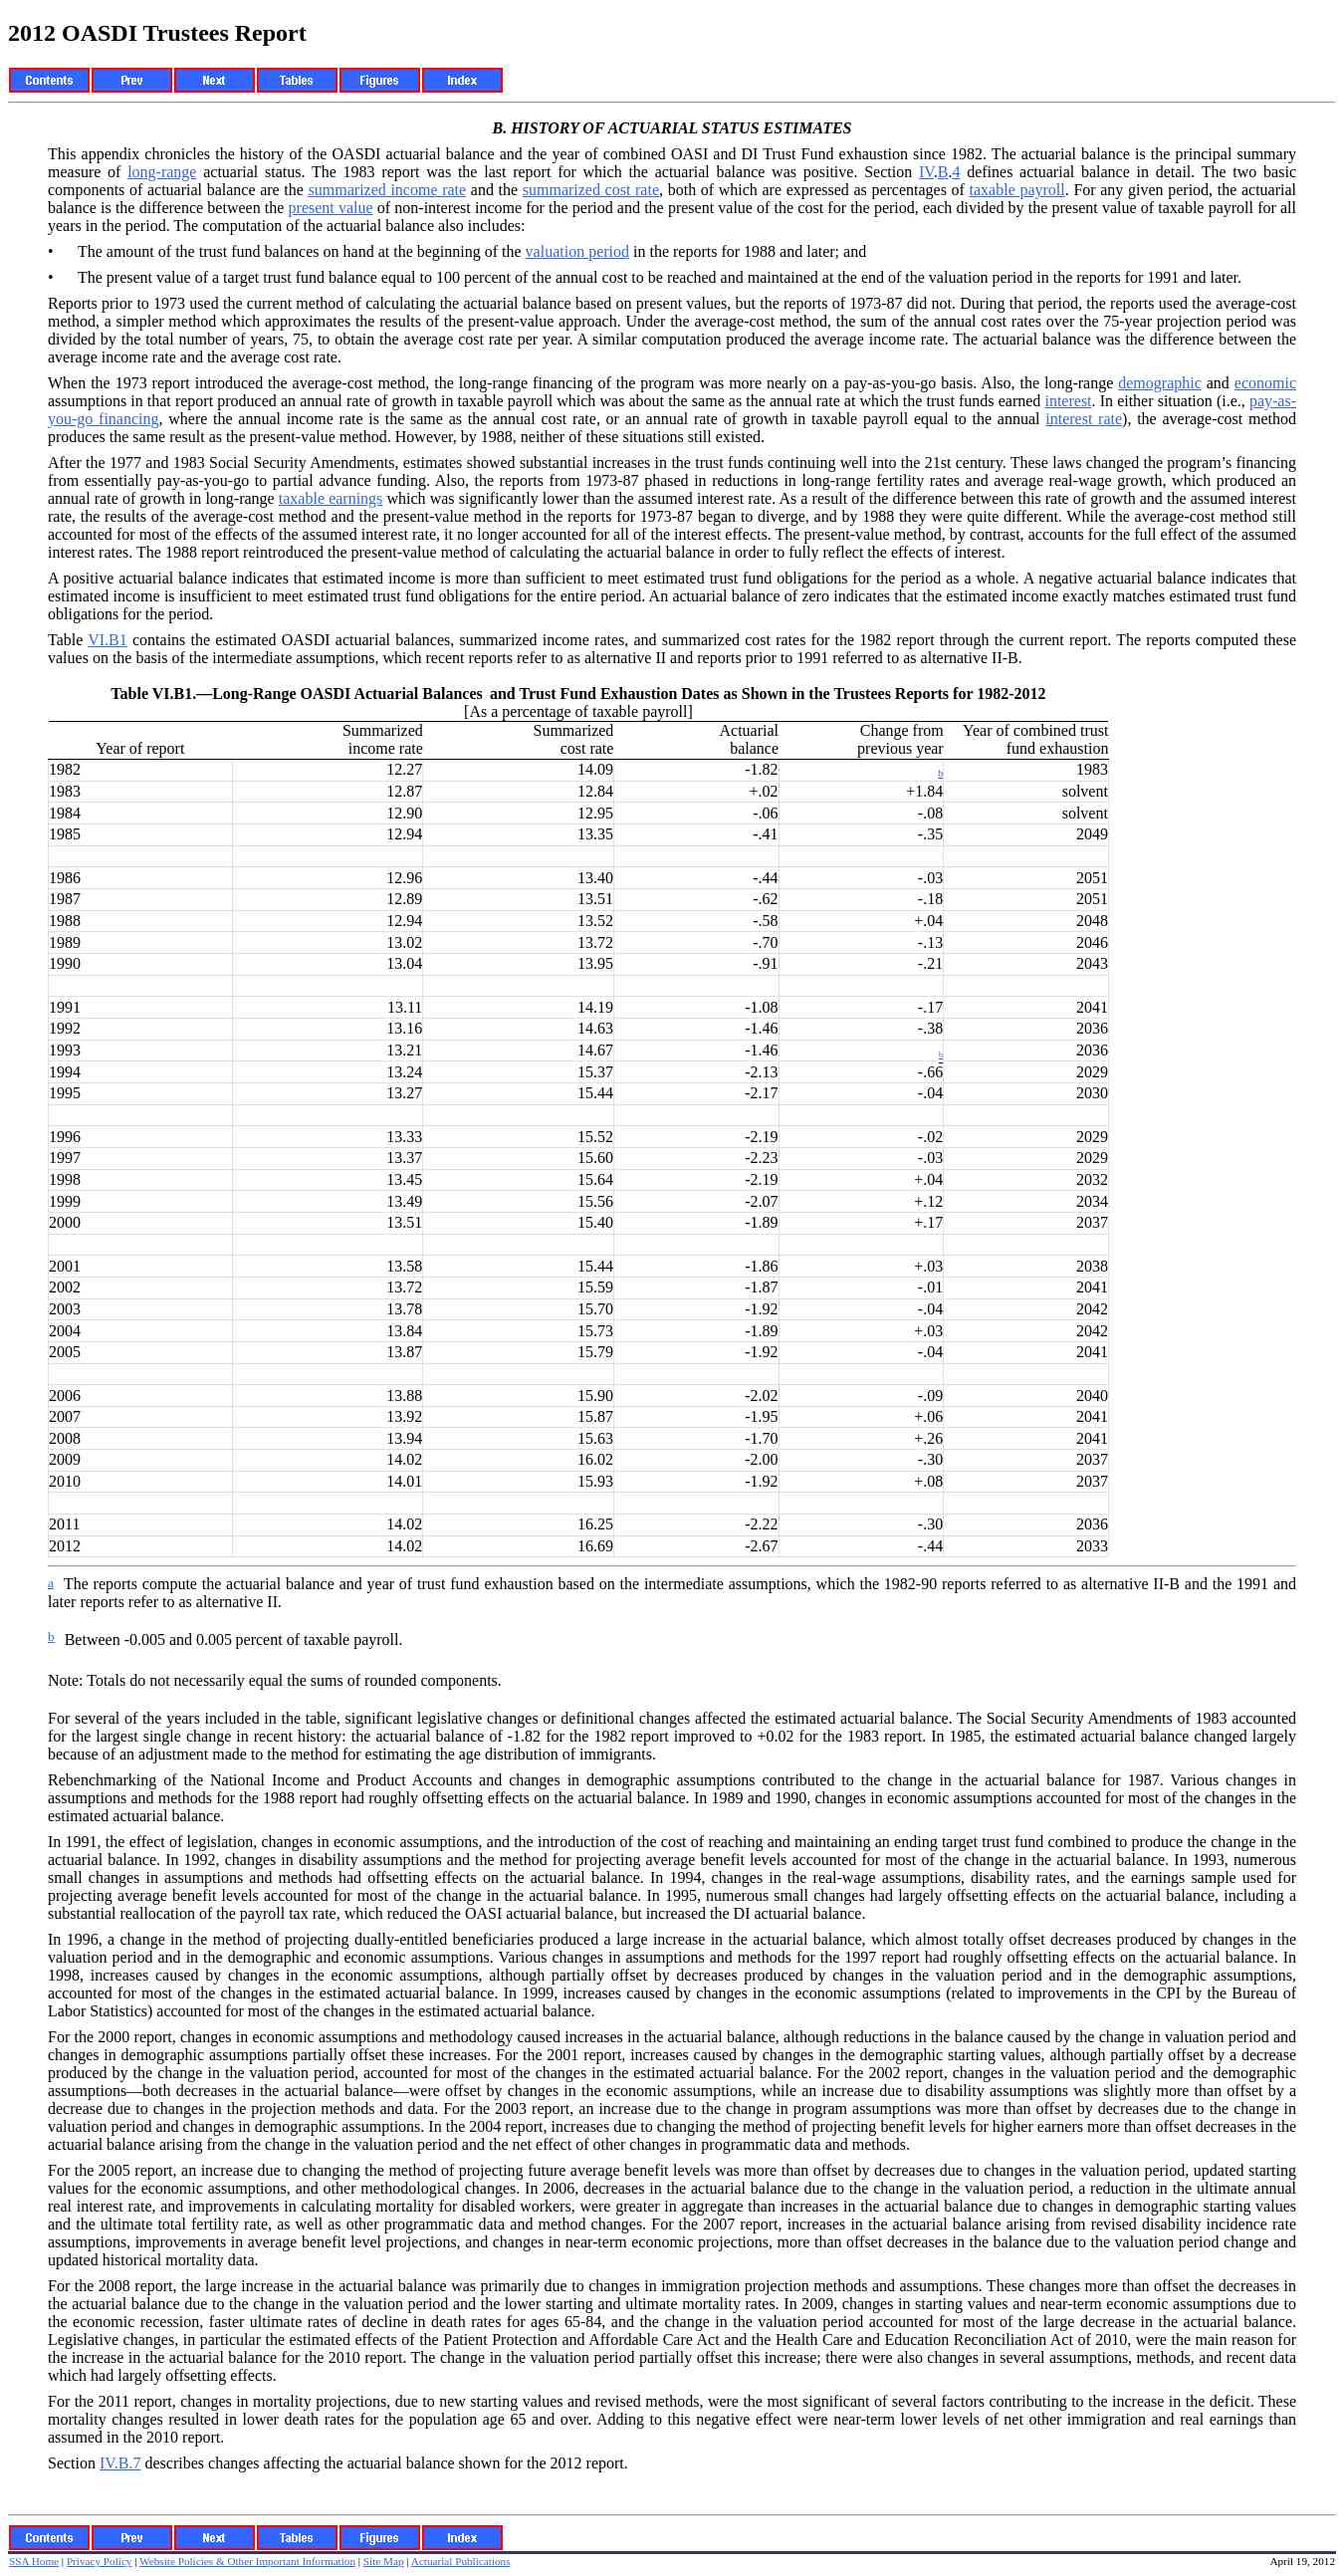 2012 OASDI Trustees Report
Contents Prev Next Tables Figures Index
B. HISTORY OF ACTUARIAL STATUS ESTIMATES
This appendix chronicles the history of the OASDI actuarial balance and the year of combined OASI and DI Trust Fund exhaustion since 1982. The actuarial balance is the principal summary
measure of long-range actuarial status. The 1983 report was the last report for which the actuarial balance was positive. Section IV.B.4 defines actuarial balance in detail. The two basic
components of actuarial balance are the summarized income rate and the summarized cost rate, both of which are expressed as percentages of taxable payroll. For any given period, the actuarial
balance is the difference between the present value of non-interest income for the period and the present value of the cost for the period, each divided by the present value of taxable payroll for all
years in the period. The computation of the actuarial balance also includes:
• The amount of the trust fund balances on hand at the beginning of the valuation period in the reports for 1988 and later; and
• The present value of a target trust fund balance equal to 100 percent of the annual cost to be reached and maintained at the end of the valuation period in the reports for 1991 and later.
Reports prior to 1973 used the current method of calculating the actuarial balance based on present values, but the reports of 1973-87 did not. During that period, the reports used the average-cost
method, a simpler method which approximates the results of the present-value approach. Under the average-cost method, the sum of the annual cost rates over the 75-year projection period was
divided by the total number of years, 75, to obtain the average cost rate per year. A similar computation produced the average income rate. The actuarial balance was the difference between the
average income rate and the average cost rate.
When the 1973 report introduced the average-cost method, the long-range financing of the program was more nearly on a pay-as-you-go basis. Also, the long-range demographic and economic
assumptions in that report produced an annual rate of growth in taxable payroll which was about the same as the annual rate at which the trust funds earned interest. In either situation (i.e., pay-as-
you-go financing, where the annual income rate is the same as the annual cost rate, or an annual rate of growth in taxable payroll equal to the annual interest rate), the average-cost method
produces the same result as the present-value method. However, by 1988, neither of these situations still existed.
After the 1977 and 1983 Social Security Amendments, estimates showed substantial increases in the trust funds continuing well into the 21st century. These laws changed the program’s financing
from essentially pay-as-you-go to partial advance funding. Also, the reports from 1973-87 phased in reductions in long-range fertility rates and average real-wage growth, which produced an
annual rate of growth in long-range taxable earnings which was significantly lower than the assumed interest rate. As a result of the difference between this rate of growth and the assumed interest
rate, the results of the average-cost method and the present-value method in the reports for 1973-87 began to diverge, and by 1988 they were quite different. While the average-cost method still
accounted for most of the effects of the assumed interest rate, it no longer accounted for all of the interest effects. The present-value method, by contrast, accounts for the full effect of the assumed
interest rates. The 1988 report reintroduced the present-value method of calculating the actuarial balance in order to fully reflect the effects of interest.
A positive actuarial balance indicates that estimated income is more than sufficient to meet estimated trust fund obligations for the period as a whole. A negative actuarial balance indicates that
estimated income is insufficient to meet estimated trust fund obligations for the entire period. An actuarial balance of zero indicates that the estimated income exactly matches estimated trust fund
obligations for the period.
Table VI.B1 contains the estimated OASDI actuarial balances, summarized income rates, and summarized cost rates for the 1982 report through the current report. The reports computed these
values on the basis of the intermediate assumptions, which recent reports refer to as alternative II and reports prior to 1991 referred to as alternative II-B.
Table VI.B1.—Long-Range OASDI Actuarial Balances and Trust Fund Exhaustion Dates as Shown in the Trustees Reports for 1982-2012
[As a percentage of taxable payroll]
Summarized Summarized Actuarial Change from Year of combined trust
Year of report income rate cost rate balance previous year fund exhaustion
1982 12.27 14.09 -1.82 b 1983
1983 12.87 12.84 +.02 +1.84 solvent
1984 12.90 12.95 -.06 -.08 solvent
1985 12.94 13.35 -.41 -.35 2049
1986 12.96 13.40 -.44 -.03 2051
1987 12.89 13.51 -.62 -.18 2051
1988 12.94 13.52 -.58 +.04 2048
1989 13.02 13.72 -.70 -.13 2046
1990 13.04 13.95 -.91 -.21 2043
1991 13.11 14.19 -1.08 -.17 2041
1992 13.16 14.63 -1.46 -.38 2036
1993 13.21 14.67 -1.46 b 2036
1994 13.24 15.37 -2.13 -.66 2029
1995 13.27 15.44 -2.17 -.04 2030
1996 13.33 15.52 -2.19 -.02 2029
1997 13.37 15.60 -2.23 -.03 2029
1998 13.45 15.64 -2.19 +.04 2032
1999 13.49 15.56 -2.07 +.12 2034
2000 13.51 15.40 -1.89 +.17 2037
2001 13.58 15.44 -1.86 +.03 2038
2002 13.72 15.59 -1.87 -.01 2041
2003 13.78 15.70 -1.92 -.04 2042
2004 13.84 15.73 -1.89 +.03 2042
2005 13.87 15.79 -1.92 -.04 2041
2006 13.88 15.90 -2.02 -.09 2040
2007 13.92 15.87 -1.95 +.06 2041
2008 13.94 15.63 -1.70 +.26 2041
2009 14.02 16.02 -2.00 -.30 2037
2010 14.01 15.93 -1.92 +.08 2037
2011 14.02 16.25 -2.22 -.30 2036
2012 14.02 16.69 -2.67 -.44 2033
a The reports compute the actuarial balance and year of trust fund exhaustion based on the intermediate assumptions, which the 1982-90 reports referred to as alternative II-B and the 1991 and
later reports refer to as alternative II.
b Between -0.005 and 0.005 percent of taxable payroll.
Note: Totals do not necessarily equal the sums of rounded components.
For several of the years included in the table, significant legislative changes or definitional changes affected the estimated actuarial balance. The Social Security Amendments of 1983 accounted
for the largest single change in recent history: the actuarial balance of -1.82 for the 1982 report improved to +0.02 for the 1983 report. In 1985, the estimated actuarial balance changed largely
because of an adjustment made to the method for estimating the age distribution of immigrants.
Rebenchmarking of the National Income and Product Accounts and changes in demographic assumptions contributed to the change in the actuarial balance for 1987. Various changes in
assumptions and methods for the 1988 report had roughly offsetting effects on the actuarial balance. In 1989 and 1990, changes in economic assumptions accounted for most of the changes in the
estimated actuarial balance.
In 1991, the effect of legislation, changes in economic assumptions, and the introduction of the cost of reaching and maintaining an ending target trust fund combined to produce the change in the
actuarial balance. In 1992, changes in disability assumptions and the method for projecting average benefit levels accounted for most of the change in the actuarial balance. In 1993, numerous
small changes in assumptions and methods had offsetting effects on the actuarial balance. In 1994, changes in the real-wage assumptions, disability rates, and the earnings sample used for
projecting average benefit levels accounted for most of the change in the actuarial balance. In 1995, numerous small changes had largely offsetting effects on the actuarial balance, including a
substantial reallocation of the payroll tax rate, which reduced the OASI actuarial balance, but increased the DI actuarial balance.
In 1996, a change in the method of projecting dually-entitled beneficiaries produced a large increase in the actuarial balance, which almost totally offset decreases produced by changes in the
valuation period and in the demographic and economic assumptions. Various changes in assumptions and methods for the 1997 report had roughly offsetting effects on the actuarial balance. In
1998, increases caused by changes in the economic assumptions, although partially offset by decreases produced by changes in the valuation period and in the demographic assumptions,
accounted for most of the changes in the estimated actuarial balance. In 1999, increases caused by changes in the economic assumptions (related to improvements in the CPI by the Bureau of
Labor Statistics) accounted for most of the changes in the estimated actuarial balance.
For the 2000 report, changes in economic assumptions and methodology caused increases in the actuarial balance, although reductions in the balance caused by the change in valuation period and
changes in demographic assumptions partially offset these increases. For the 2001 report, increases caused by changes in the demographic starting values, although partially offset by a decrease
produced by the change in the valuation period, accounted for most of the changes in the estimated actuarial balance. For the 2002 report, changes in the valuation period and the demographic
assumptions—both decreases in the actuarial balance—were offset by changes in the economic assumptions, while an increase due to disability assumptions was slightly more than offset by a
decrease due to changes in the projection methods and data. For the 2003 report, an increase due to the change in program assumptions was more than offset by decreases due to the change in
valuation period and changes in demographic assumptions. In the 2004 report, increases due to changing the method of projecting benefit levels for higher earners more than offset decreases in the
actuarial balance arising from the change in the valuation period and the net effect of other changes in programmatic data and methods.
For the 2005 report, an increase due to changing the method of projecting future average benefit levels was more than offset by decreases due to changes in the valuation period, updated starting
values for the economic assumptions, and other methodological changes. In 2006, decreases in the actuarial balance due to the change in the valuation period, a reduction in the ultimate annual
real interest rate, and improvements in calculating mortality for disabled workers, were greater in aggregate than increases in the actuarial balance due to changes in demographic starting values
and the ultimate total fertility rate, as well as other programmatic data and method changes. For the 2007 report, increases in the actuarial balance arising from revised disability incidence rate
assumptions, improvements in average benefit level projections, and changes in near-term economic projections, more than offset decreases in the balance due to the valuation period change and
updated historical mortality data.
For the 2008 report, the large increase in the actuarial balance was primarily due to changes in immigration projection methods and assumptions. These changes more than offset the decreases in
the actuarial balance due to the change in the valuation period and the lower starting and ultimate mortality rates. In 2009, changes in starting values and near-term economic assumptions due to
the economic recession, faster ultimate rates of decline in death rates for ages 65-84, and the change in the valuation period accounted for most of the large decrease in the actuarial balance.
Legislative changes, in particular the estimated effects of the Patient Protection and Affordable Care Act and the Health Care and Education Reconciliation Act of 2010, were the main reason for
the increase in the actuarial balance for the 2010 report. The change in the valuation period partially offset this increase; there were also changes in several assumptions, methods, and recent data
which had largely offsetting effects.
For the 2011 report, changes in mortality projections, due to new starting values and revised methods, were the most significant of several factors contributing to the increase in the deficit. These
mortality changes resulted in lower death rates for the population age 65 and over. Adding to this negative effect were near-term lower levels of net other immigration and real earnings than
assumed in the 2010 report.
Section IV.B.7 describes changes affecting the actuarial balance shown for the 2012 report.
Contents Prev Next Tables Figures Index
SSA Home | Privacy Policy | Website Policies & Other Important Information | Site Map | Actuarial Publications April 19, 2012